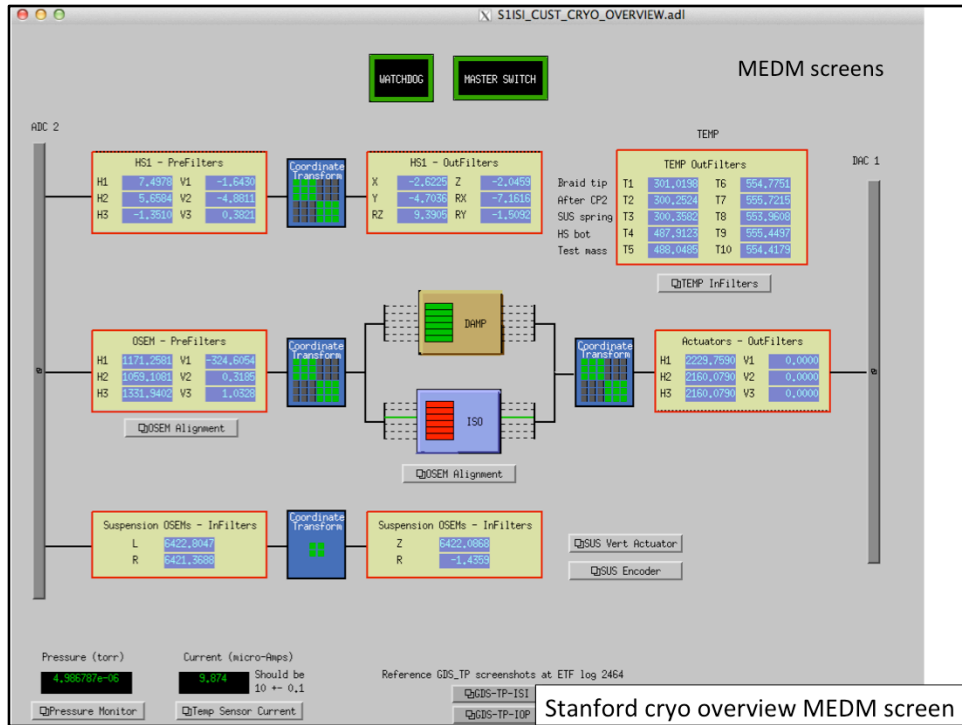 S1ISI_CUST_CRYO_OVERVIEW.adl
MEDM screens
WATCHDOG
MASTER SWITCH
ADC 2
TEMP
DAC 1
HS1 - PreFilters
H1 7.4978 V1 -1.6430
H2 5.6584 V2 -4.8811
H3 -1.3510 V3 0.3821
Coordinate
Transform
HS1 - OutFilters
X -2.6225 Z -2.0459
Y -4.7036 RX -7.1616
RZ 9.3905 RY -1.5092
TEMP OutFilters
Braid tip T1 301.0198 T6 554.7751
After CP2 T2 300.2524 T7 555.7215
SUS spring T3 300.3582 T8 553.9608
HS bot T4 487.9123 T9 555.4497
Test mass T5 488.0485 T10 554.4179
TEMP InFilters
OSEM - PreFilters
H1 1171.2581 V1 -324.6054
H2 1059.1081 V2 0.3185
H3 1331.9402 V3 1.0328
OSEM Alignment
Coordinate
Transform
DAMP
ISO
OSEM Alignment
Coordinate
Transform
Actuators - OutFilters
H1 2229.7590 V1 0.0000
H2 2160.0790 V2 0.0000
H3 2160.0790 V3 0.0000
Suspension OSEMs - InFilters
L 6422.8047
R 6421.3688
Coordinate
Transform
Suspension OSEMs - InFilters
Z 6422.0868
R -1.4359
SUS Vert Actuator
SUS Encoder
Pressure (torr)
4.986787e-06
Pressure Monitor
Current (micro-Amps)
9.874
Should be
10 +- 0.1
Temp Sensor Current
Reference GDS_TP screenshots at ETF log 2464
GDS-TP-ISI
GDS-TP-IOP
Stanford cryo overview MEDM screen